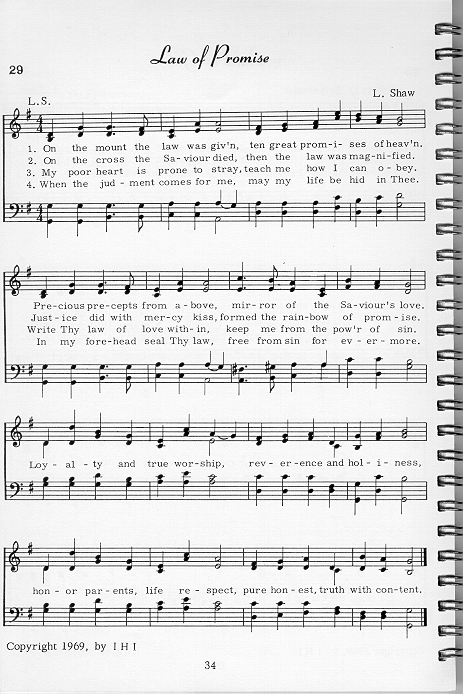 Law of Promise
29
L.S.
L. Shaw
1. On the mount the law was giv'n, ten great prom-i-ses of heav'n.
2. On the cross the Sa-viour died, then the law was mag-ni-fied.
3. My poor heart is prone to stray, teach me how I can o-bey.
4. When the jud-ment comes for me, may my life be hid in Thee.
Pre-cious pre-cepts from a-bove, mir-ror of the Sa-viour's love.
Just-ice did with mer-cy kiss, formed the rain-bow of prom-ise.
Write Thy law of love with-in, keep me from the pow'r of sin.
In my fore-head seal Thy law, free from sin for ev-er-more.
Loy-al-ty and true wor-ship, rev-er-ence and hol-i-ness,
hon-or par-ents, life re-spect, pure hon-est, truth with con-tent.
Copyright 1969, by I H I
34